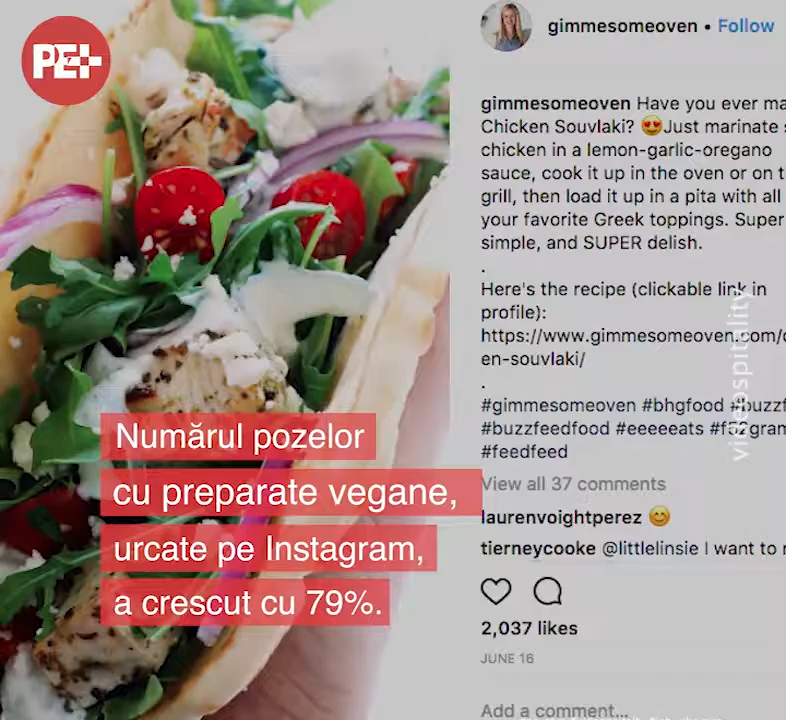 PE+
gimmesomeoven • Follow
gimmesomeoven Have you ever
Chicken Souvlaki? 😍Just marinate
chicken in a lemon-garlic-oregano
sauce, cook it up in the oven or on
grill, then load it up in a pita with all
your favorite Greek toppings. Super
simple, and SUPER delish.
.
Here's the recipe (clickable link in
profile):
https://www.gimmesomeoven.com/
en-souvlaki/
.
#gimmesomeoven #bhgfood
#buzzfeedfood #eeeeeats
#feedfeed
View all 37 comments
laurenvoightperez 😊
tierneycooke @littlelinsie I want to
2,037 likes
JUNE 16
Add a comment...
Numărul pozelor
cu preparate vegane,
urcate pe Instagram,
a crescut cu 79%.
videospitality